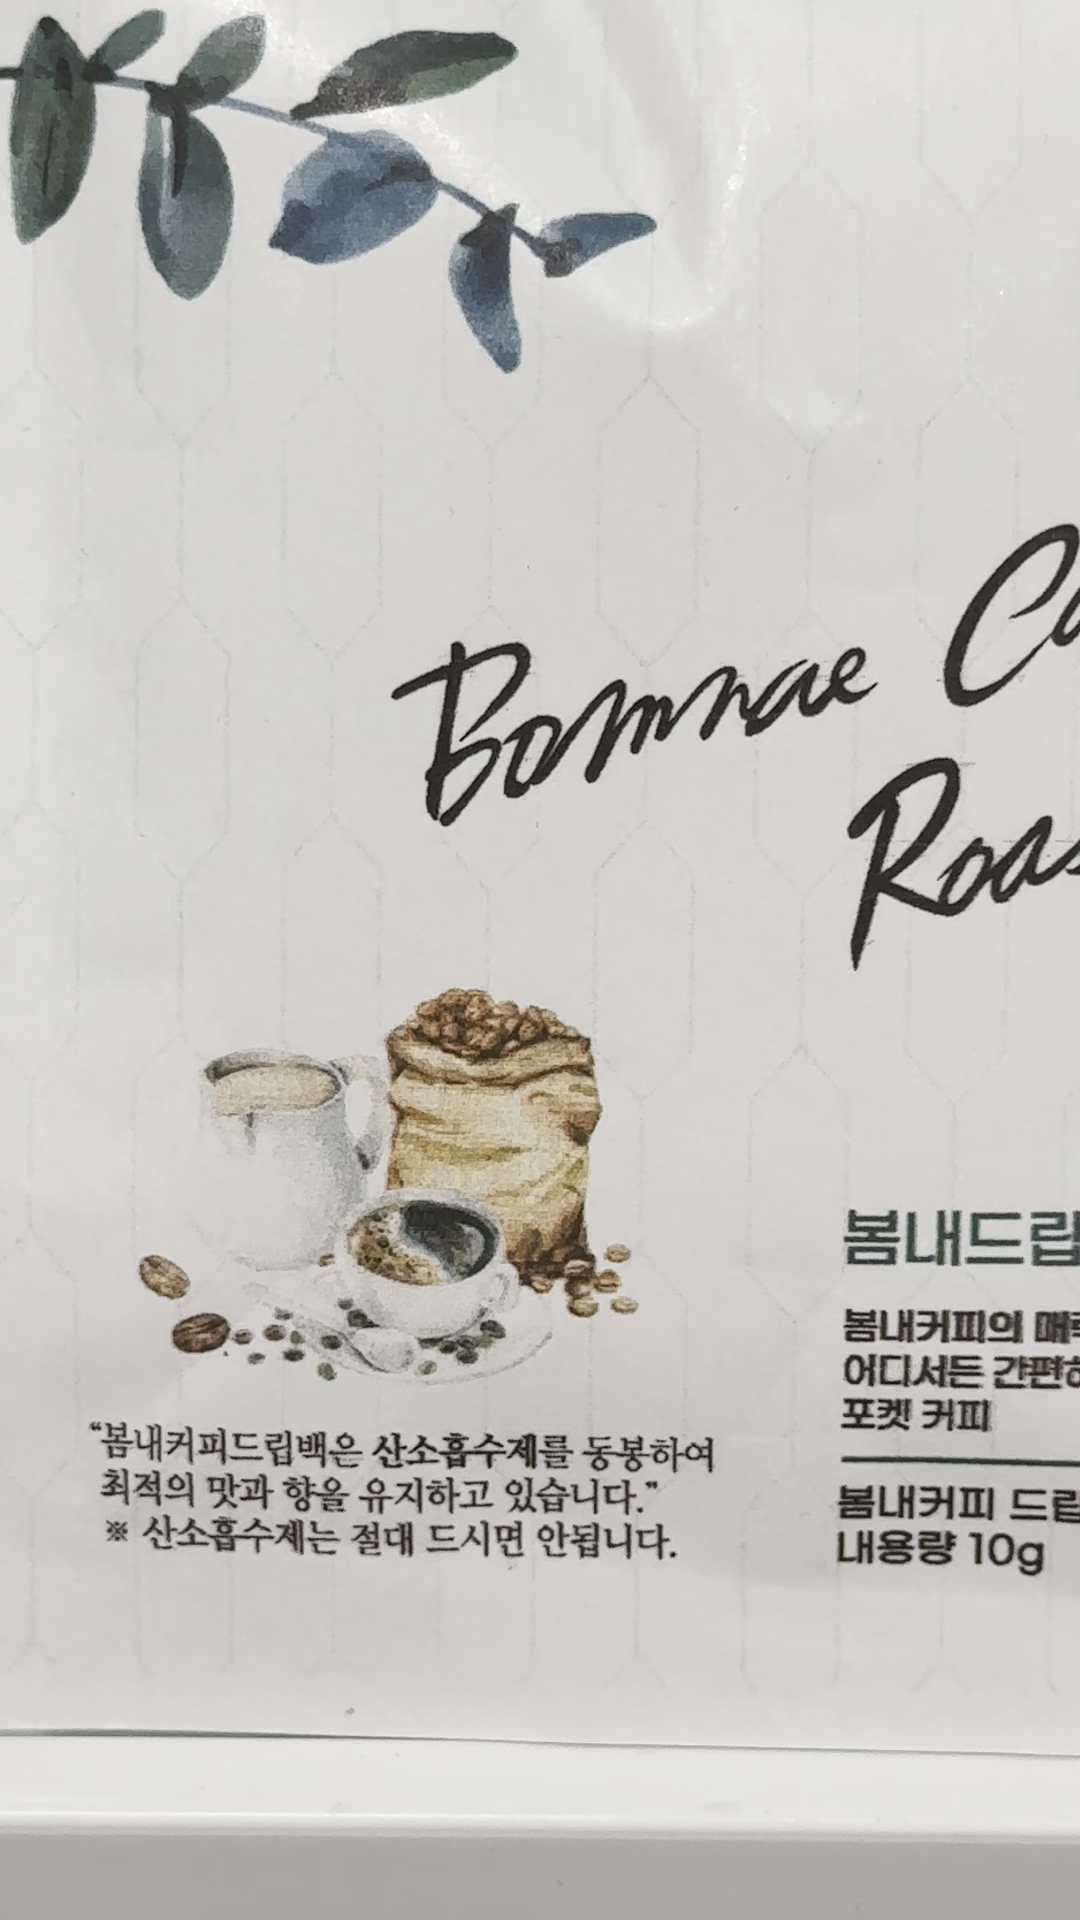 Bomnae
봄내드립
봄내커피의
어디서든
포켓 커피
봄내커피 드립
내용량 10g
“봄내커피드립백은 산소흡수제를 동봉하여
최적의 맛과 향을 유지하고 있습니다.”
※ 산소흡수제는 절대 드시면 안됩니다.